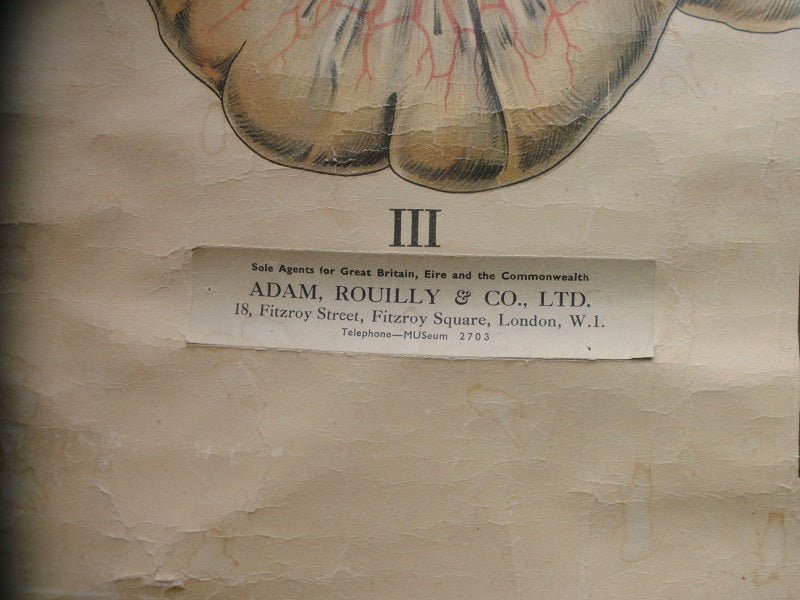 III
Sole Agents for Great Britain, Eire and the Commonwealth
ADAM, ROUILLY & CO., LTD.
18, Fitzroy Street, Fitzroy Square, London, W.1.
Telephone—MUSeum 2703